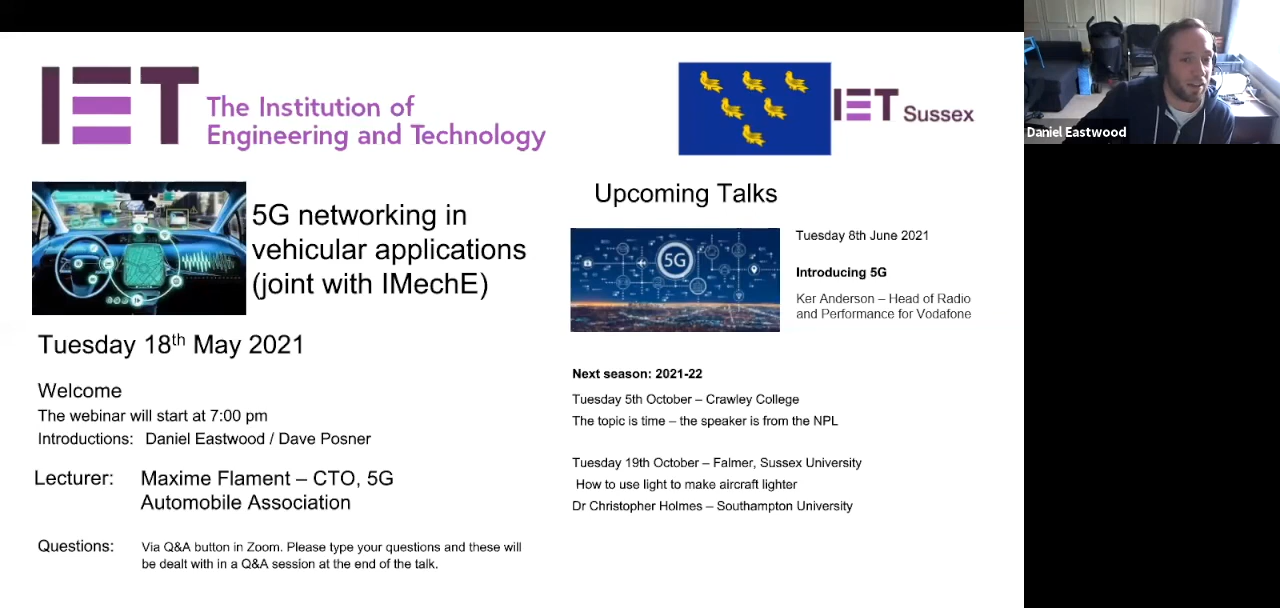 IET
The Institution of
Engineering and Technology
IET Sussex
5G networking in
vehicular applications
(joint with IMechE)
Tuesday 18th May 2021
Welcome
The webinar will start at 7:00 pm
Introductions: Daniel Eastwood / Dave Posner
Lecturer: Maxime Flament – CTO, 5G
Automobile Association
Questions: Via Q&A button in Zoom. Please type your questions and these will
be dealt with in a Q&A session at the end of the talk.
Upcoming Talks
5G
Tuesday 8th June 2021
Introducing 5G
Ker Anderson – Head of Radio
and Performance for Vodafone
Next season: 2021-22
Tuesday 5th October – Crawley College
The topic is time – the speaker is from the NPL
Tuesday 19th October – Falmer, Sussex University
How to use light to make aircraft lighter
Dr Christopher Holmes – Southampton University
Daniel Eastwood